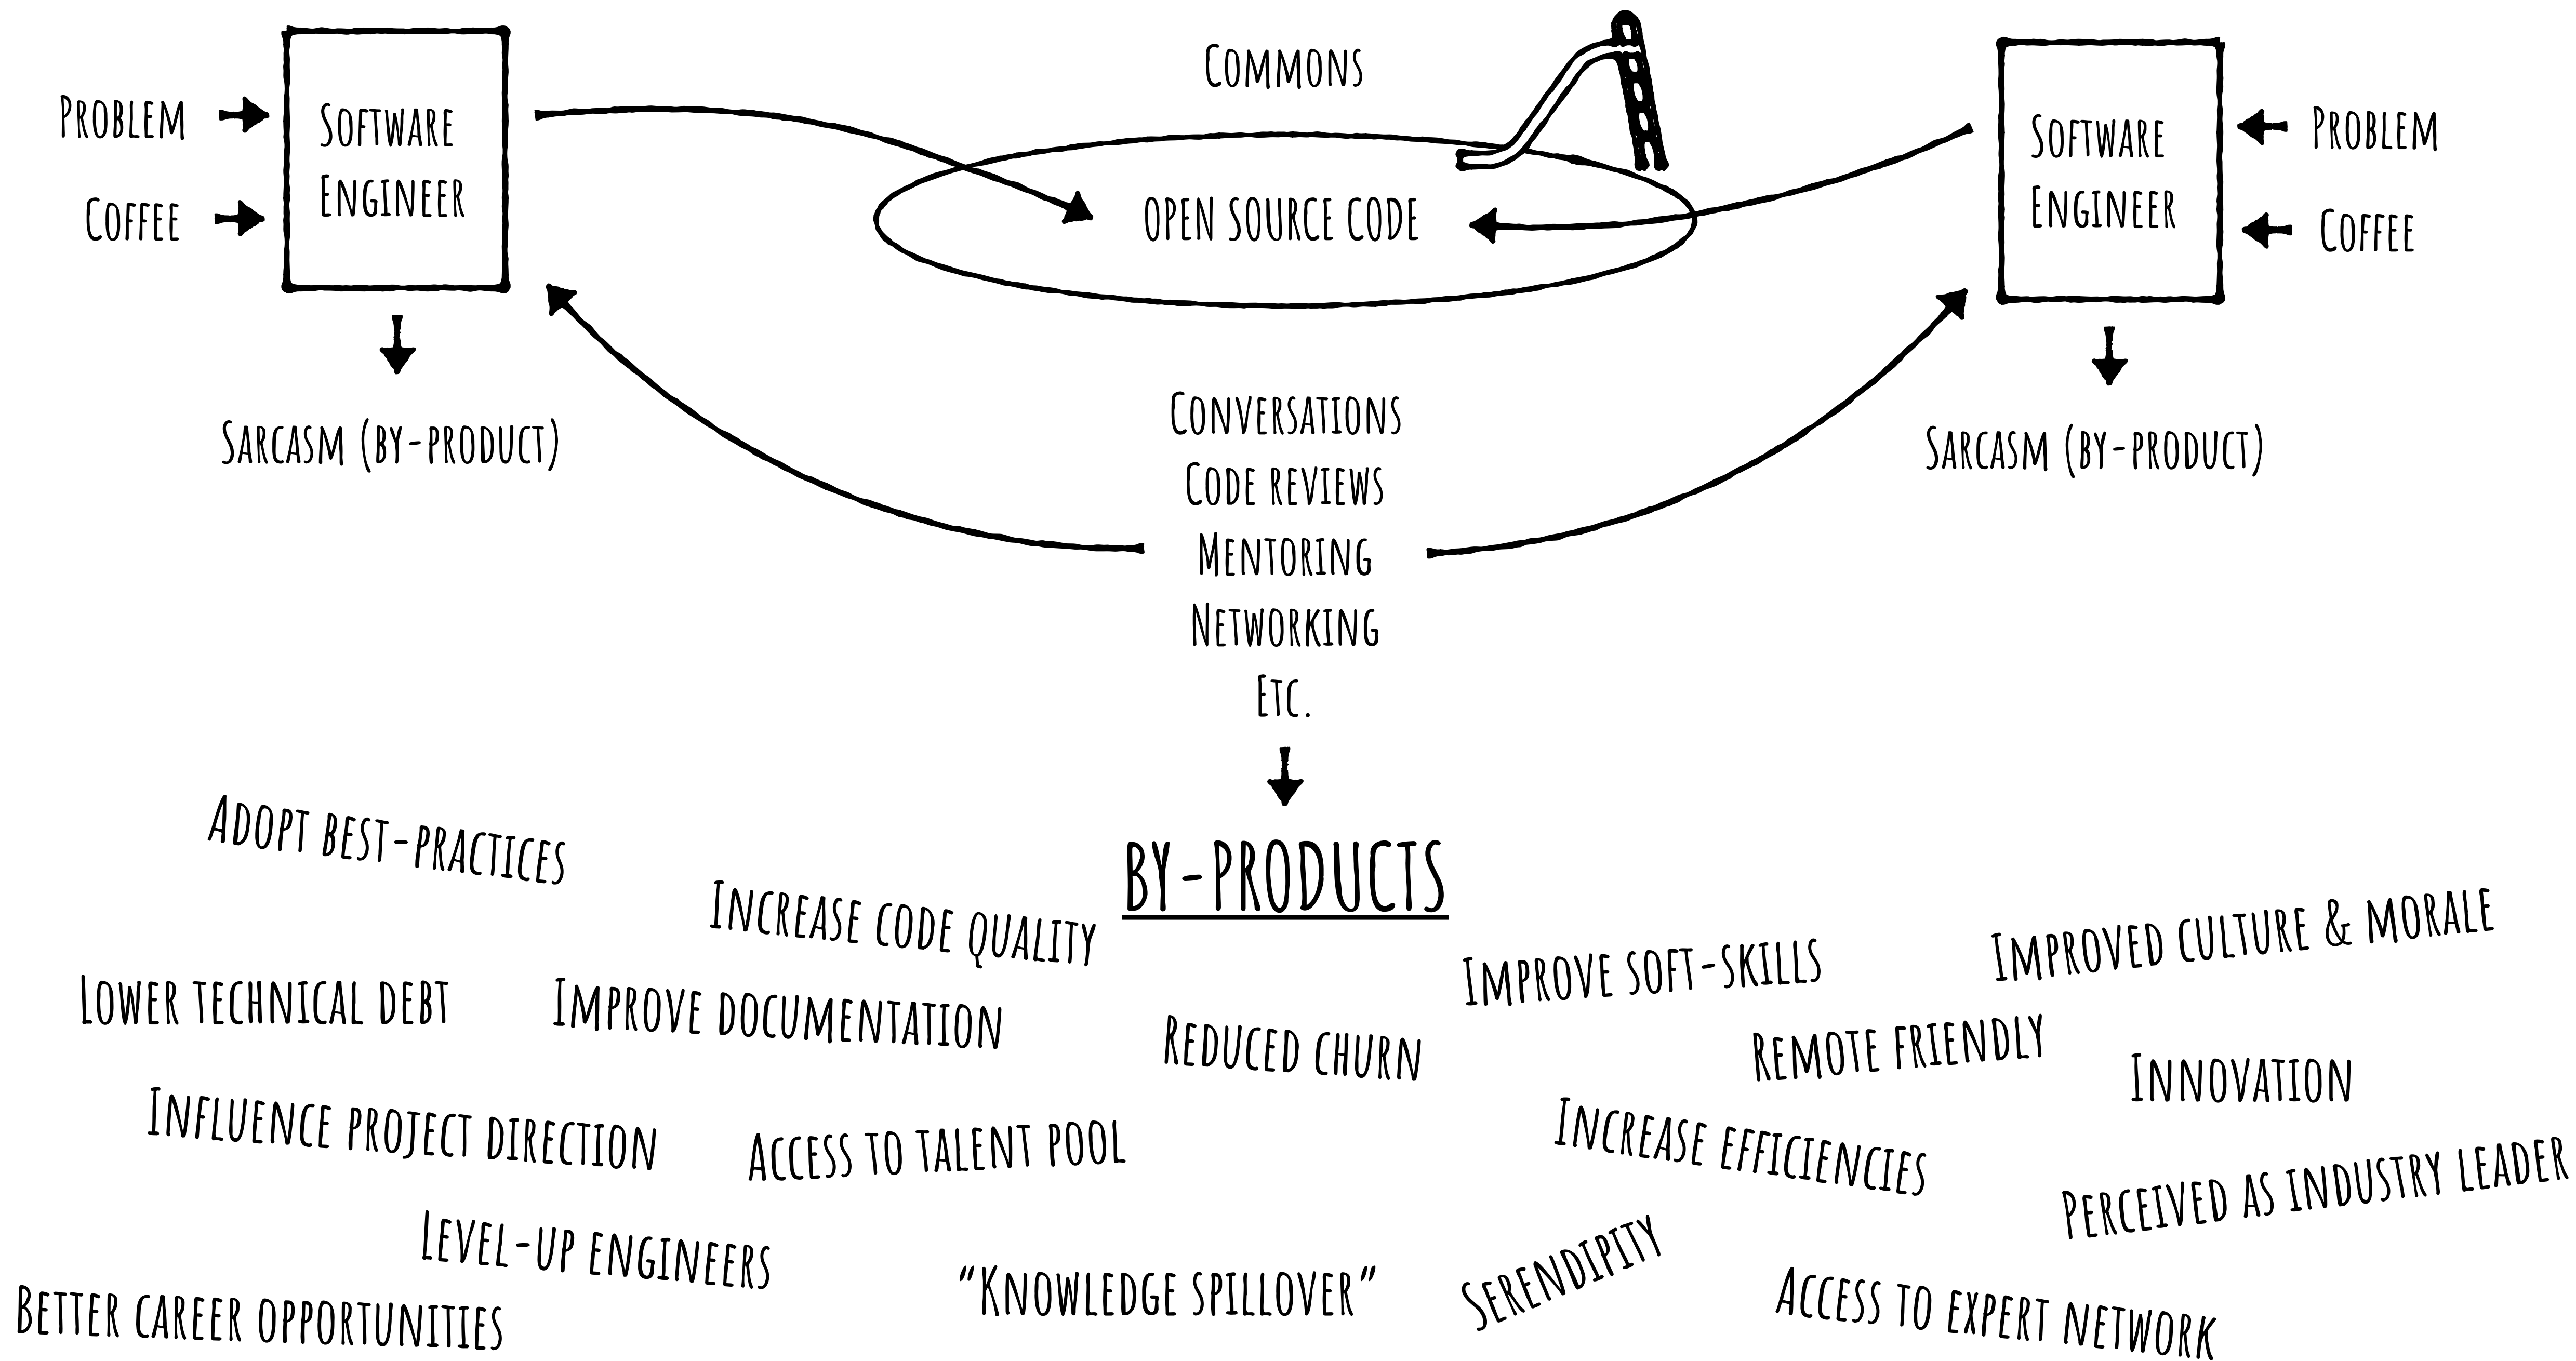 Commons
Problem
Coffee
Software
Engineer
Sarcasm (by-product)
OPEN SOURCE CODE
Software
Engineer
Problem
Coffee
Sarcasm (by-product)
Conversations
Code reviews
Mentoring
Networking
Etc.
BY-PRODUCTS
Adopt best-practices
Increase code quality
Improve soft-skills
Improved culture & morale
Lower technical debt
Improve documentation
Reduced churn
Remote friendly
Innovation
Influence project direction
Access to talent pool
Increase efficiencies
Perceived as industry leader
Level-up engineers
"Knowledge spillover"
Serendipity
Access to expert network
Better career opportunities